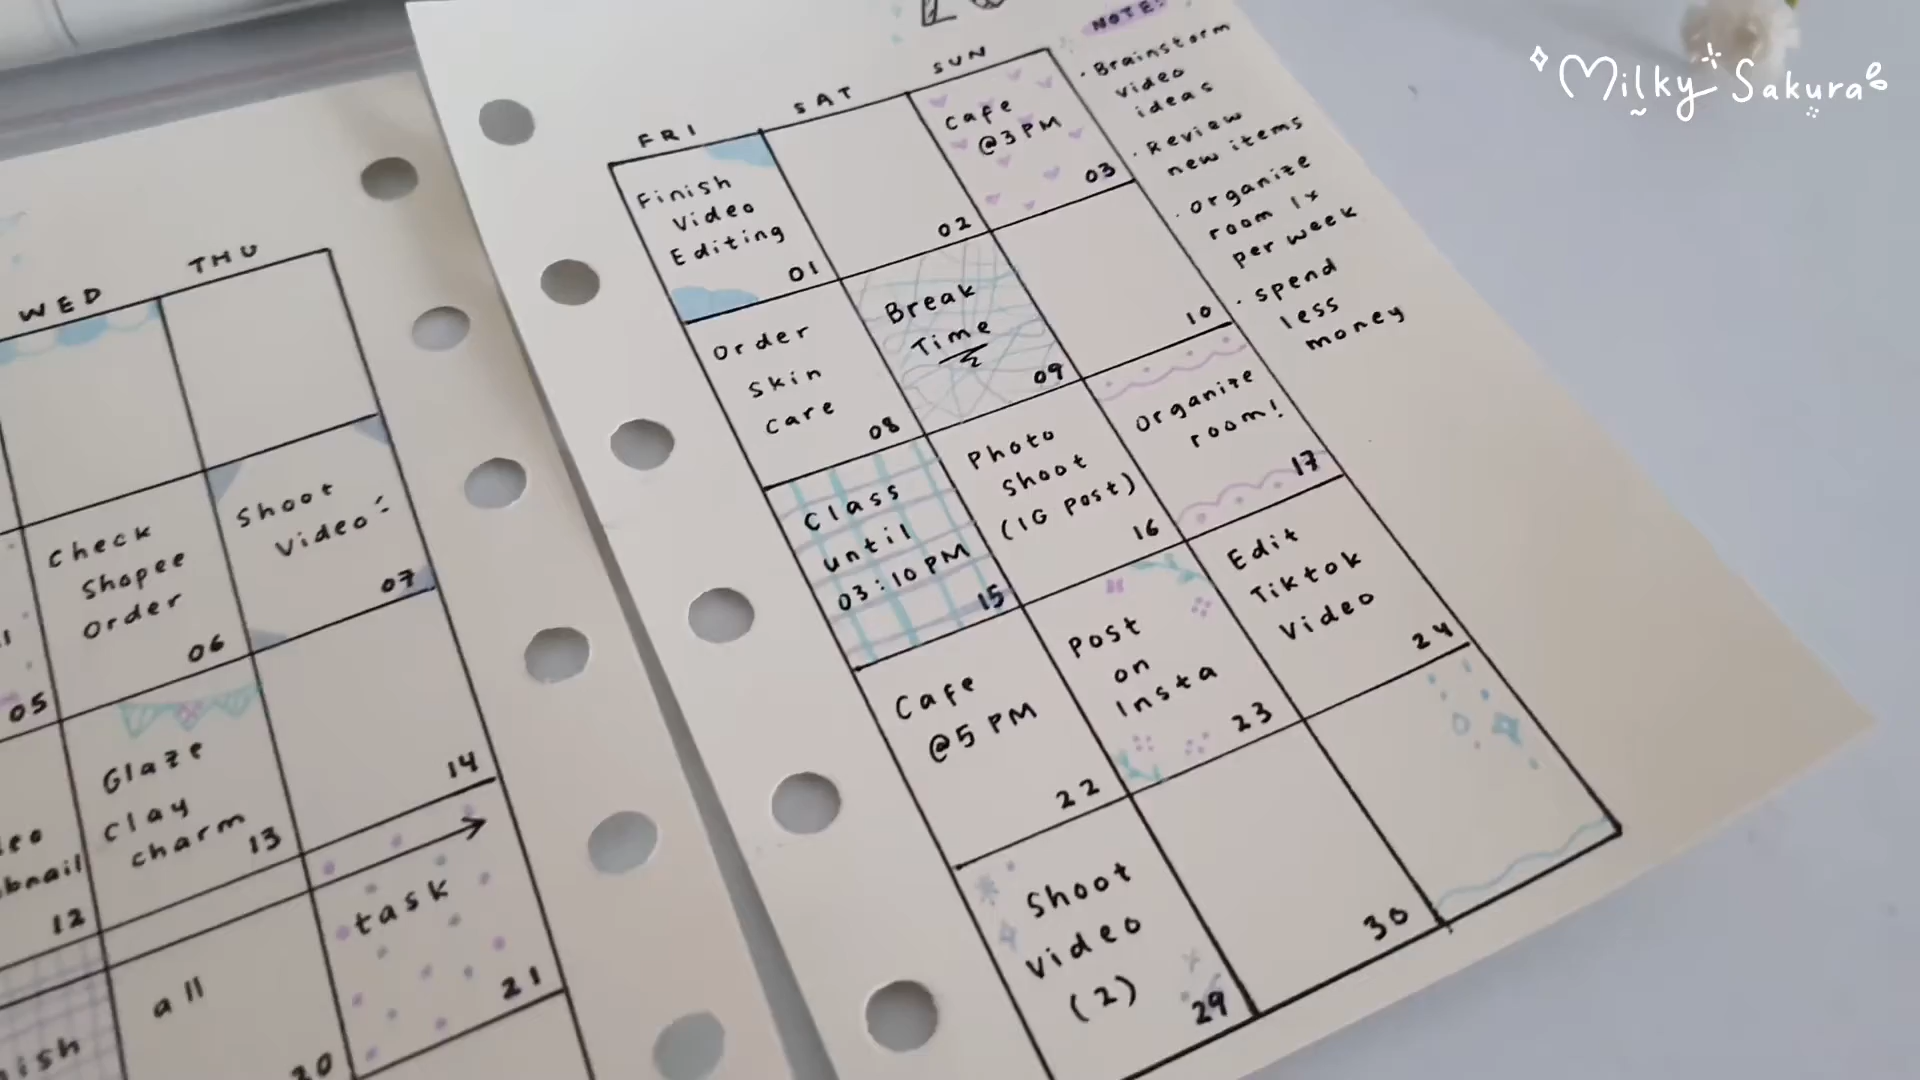 Milky Sakura
WED
THU
Check
Shopee
order
06
Shoot
Video
07
05
Glaze
clay
charm
13
14
12
all
20
task
21
FRI
SAT
SUN
Finish
Video
Editing
01
02
Cafe
@3PM
03
Order
Skin
care
08
Break
Time
09
10
Class
until
03:10 PM
15
Photo
Shoot
(IG Post)
16
Organize
room!
17
Cafe
@5 PM
22
Post
on
Insta
23
Edit
Tiktok
Video
24
Shoot
video
(2)
29
30
NOTE:
· Brainstorm
video
ideas
· Review
new items
· organize
room 1x
per week
· spend
less
money